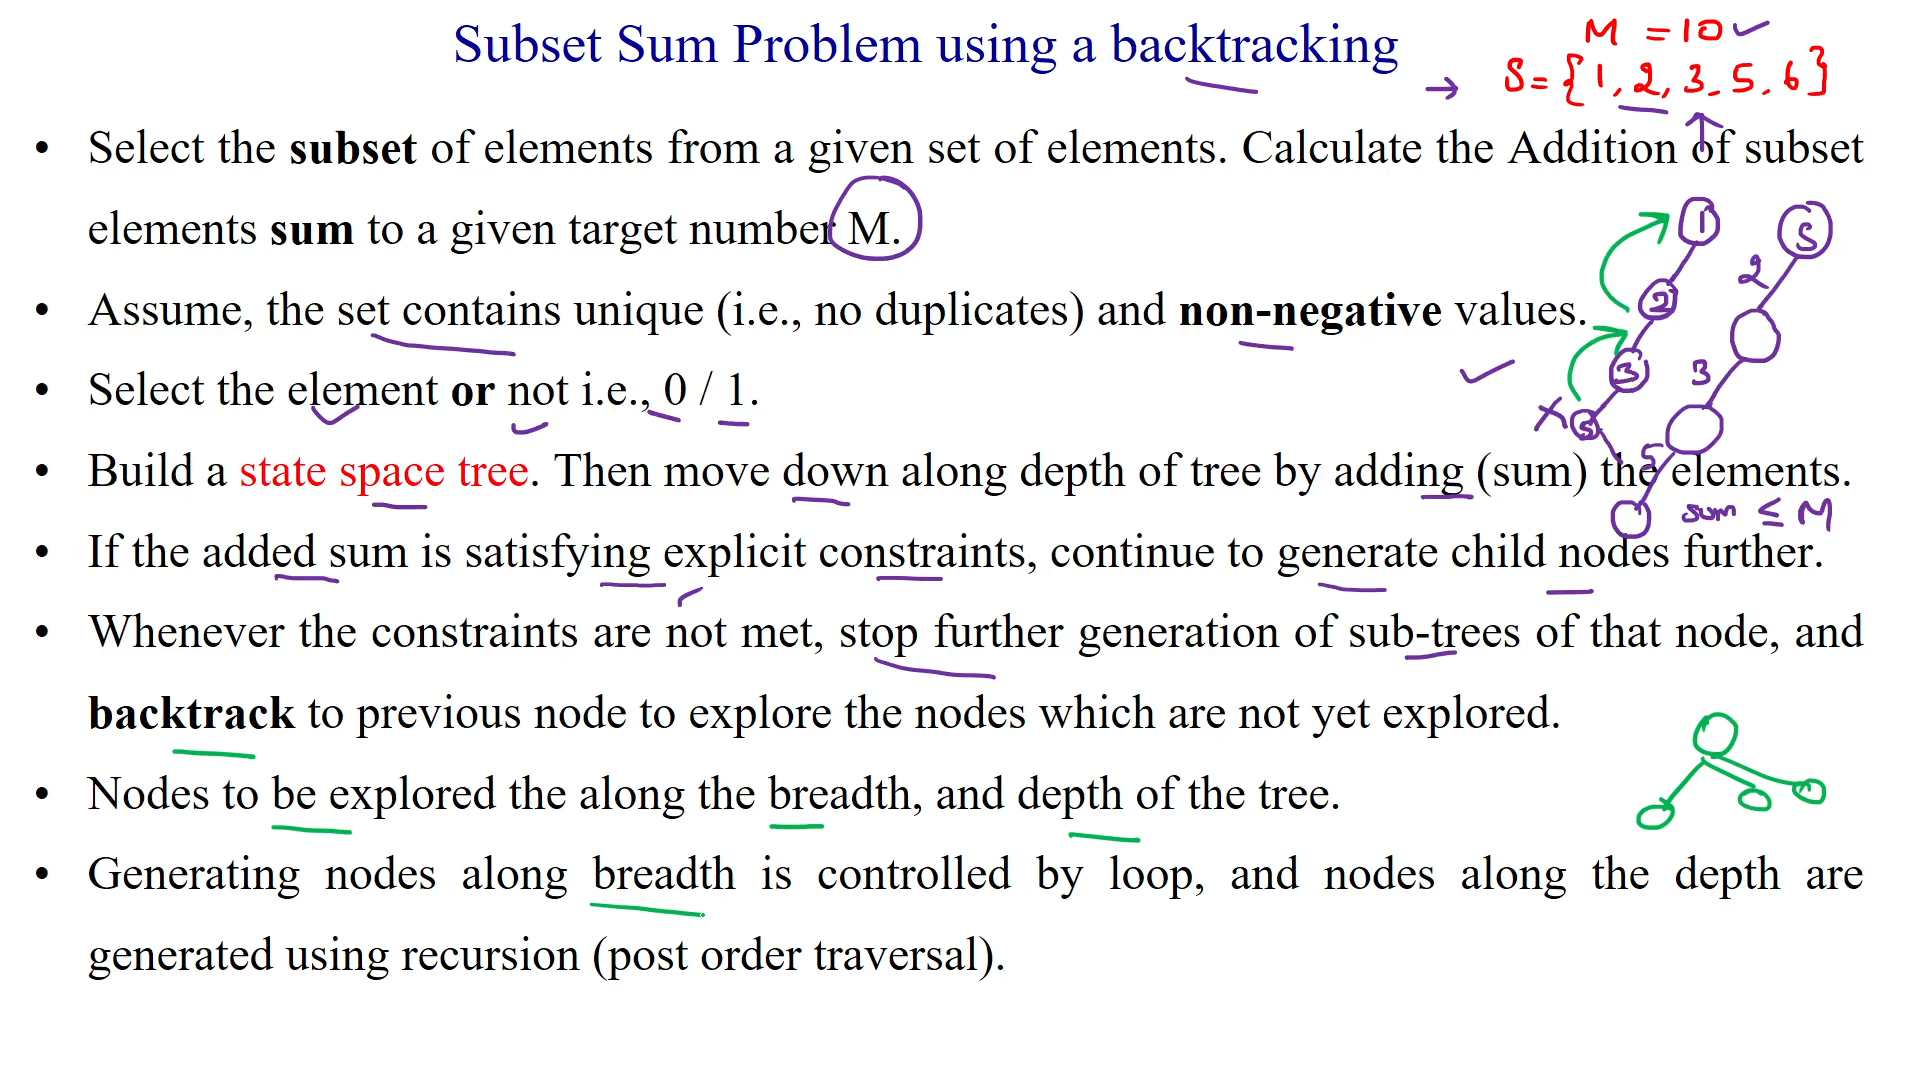 Subset Sum Problem using a backtracking
M = 10
→ S = { 1, 2, 3, 5, 6 }
• Select the subset of elements from a given set of elements. Calculate the Addition of subset
elements sum to a given target number M.
• Assume, the set contains unique (i.e., no duplicates) and non-negative values.
• Select the element or not i.e., 0 / 1.
• Build a state space tree. Then move down along depth of tree by adding (sum) the elements.
• If the added sum is satisfying explicit constraints, continue to generate child nodes further.
• Whenever the constraints are not met, stop further generation of sub-trees of that node, and
backtrack to previous node to explore the nodes which are not yet explored.
• Nodes to be explored the along the breadth, and depth of the tree.
• Generating nodes along breadth is controlled by loop, and nodes along the depth are
generated using recursion (post order traversal).
1
2
3
5
S
2
3
5
sum ≤ M